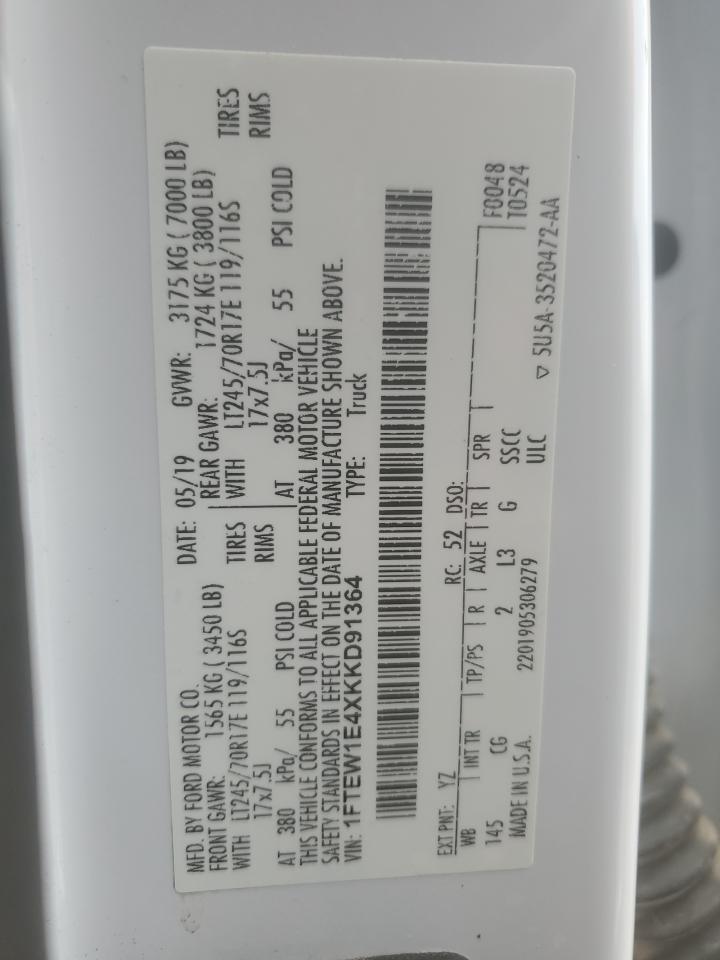 MFD. BY FORD MOTOR CO. DATE: 05/19 GVWR: 3175 KG ( 7000 LB)
FRONT GAWR: 1565 KG ( 3450 LB) REAR GAWR: 1724 KG ( 3800 LB)
WITH LT245/70R17E 119/116S TIRES WITH LT245/70R17E 119/116S TIRES
17x7.5J RIMS 17x7.5J RIMS
AT 380 kPa/ 55 PSI COLD AT 380 kPa/ 55 PSI COLD
THIS VEHICLE CONFORMS TO ALL APPLICABLE FEDERAL MOTOR VEHICLE
SAFETY STANDARDS IN EFFECT ON THE DATE OF MANUFACTURE SHOWN ABOVE.
VIN: 1FTEW1E4XKKD91364 TYPE: Truck
EXT PNT: YZ RC: 52 DSO: F0048
WB INT TR TP/PS R AXLE TR SPR T0524
145 CG 2 L3 G SSCC
ULC
MADE IN U.S.A. 2201905306279 ▽ 5U5A-3520472-AA